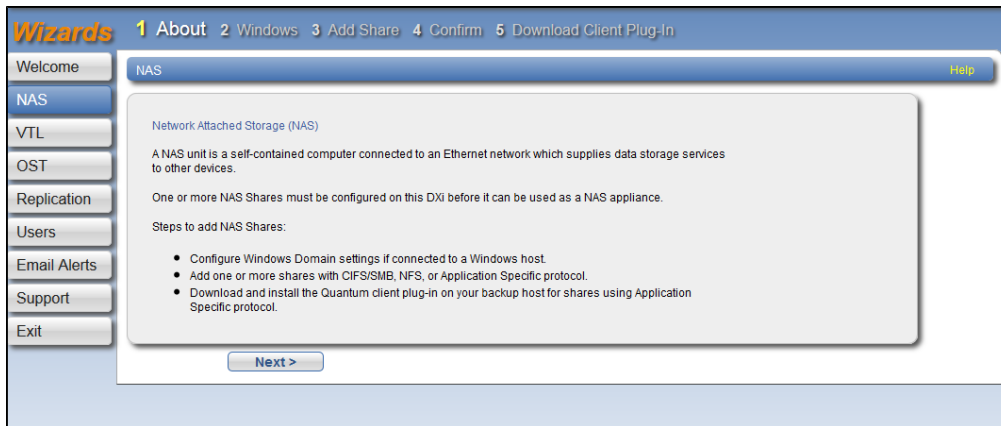 Wizards
1 About 2 Windows 3 Add Share 4 Confirm 5 Download Client Plug-In
Welcome
NAS
VTL
OST
Replication
Users
Email Alerts
Support
Exit
NAS
Help
Network Attached Storage (NAS)
A NAS unit is a self-contained computer connected to an Ethernet network which supplies data storage services
to other devices.
One or more NAS Shares must be configured on this DXi before it can be used as a NAS appliance.
Steps to add NAS Shares:
• Configure Windows Domain settings if connected to a Windows host.
• Add one or more shares with CIFS/SMB, NFS, or Application Specific protocol.
• Download and install the Quantum client plug-in on your backup host for shares using Application
Specific protocol.
Next >